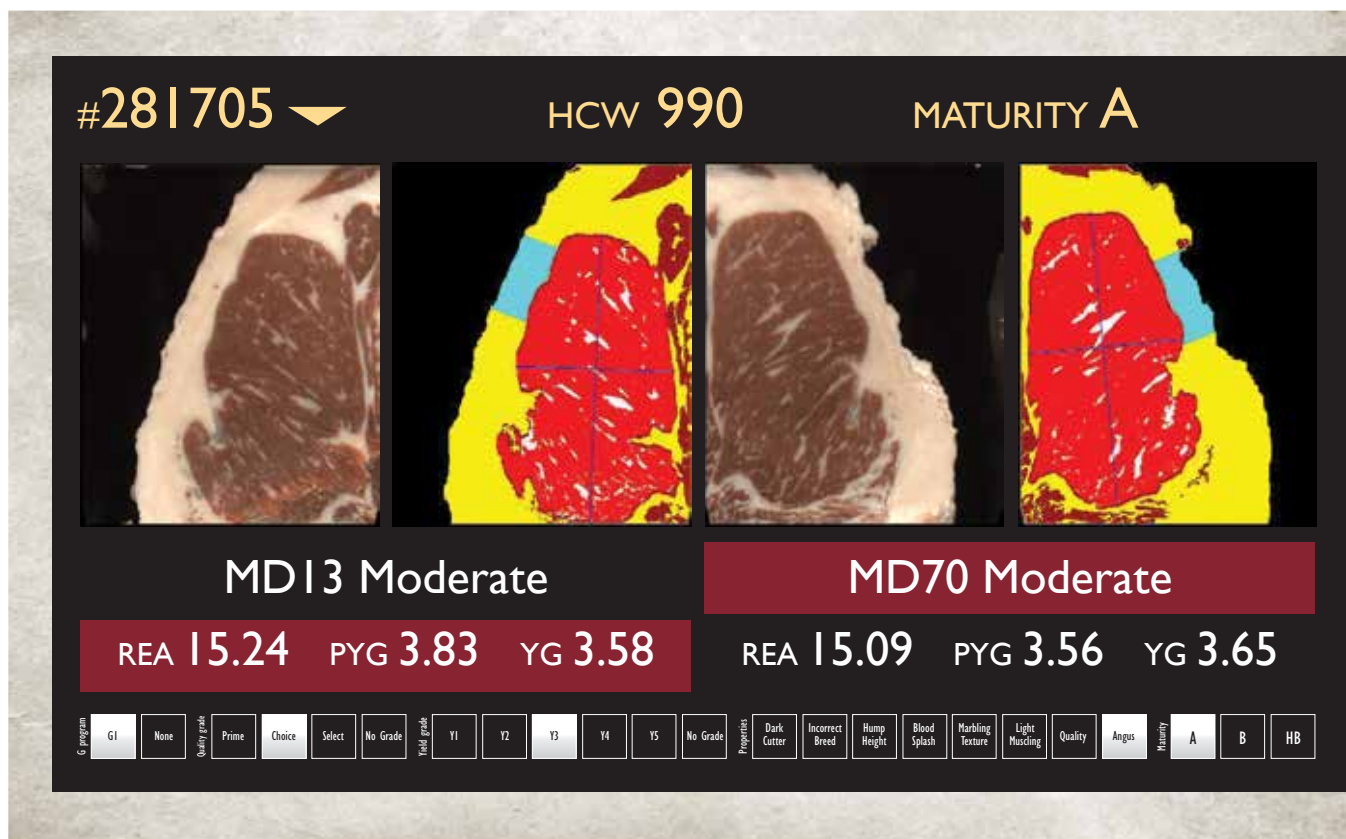 #281705 HCW 990 MATURITY A
MD13 Moderate MD70 Moderate
REA 15.24 PYG 3.83 YG 3.58 REA 15.09 PYG 3.56 YG 3.65
G program G1 None Quality grade Prime Choice Select No Grade Yield grade Y1 Y2 Y3 Y4 Y5 No Grade Properties Dark Cutter Incorrect Breed Hump Height Blood Splash Marbling Texture Light Muscling Quality Angus Maturity A B HB